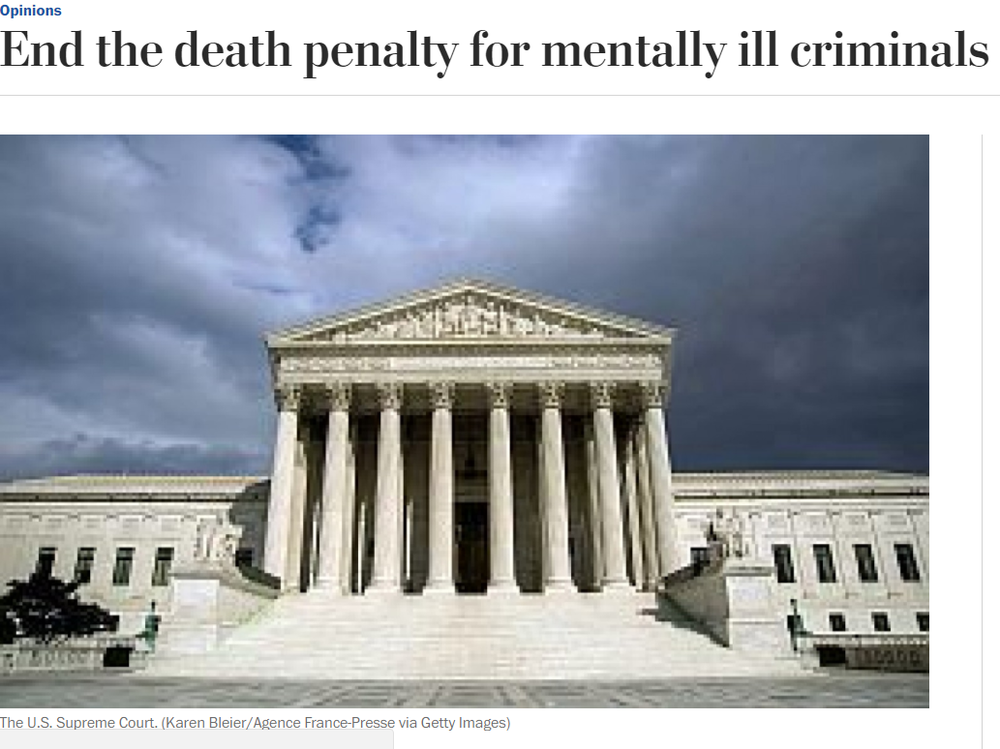 Opinions
End the death penalty for mentally ill criminals
The U.S. Supreme Court. (Karen Bleier/Agence France-Presse via Getty Images)